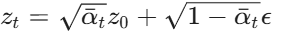 $z_t = \sqrt{\bar{\alpha}_t} z_0 + \sqrt{1 - \bar{\alpha}_t} \epsilon$